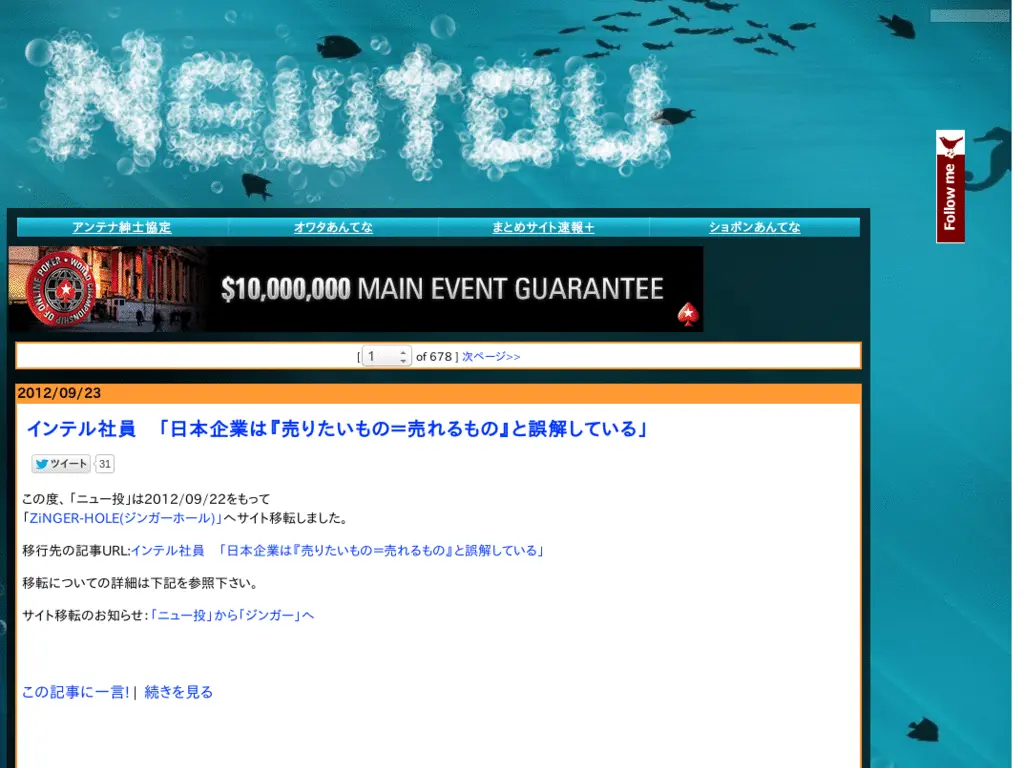 Newtou
Follow me
アンテナ紳士協定
オワタあんてな
まとめサイト速報＋
ショボンあんてな
WORLD CHAMPIONSHIP OF ONLINE POKER
$10,000,000 MAIN EVENT GUARANTEE
[ 1 of 678 ] 次ページ>>
2012/09/23
インテル社員　「日本企業は『売りたいもの＝売れるもの』と誤解している」
ツイート 31
この度、「ニュー投」は2012/09/22をもって
「ZiNGER-HOLE(ジンガーホール)」へサイト移転しました。
移行先の記事URL:インテル社員　「日本企業は『売りたいもの＝売れるもの』と誤解している」
移転についての詳細は下記を参照下さい。
サイト移転のお知らせ：「ニュー投」から「ジンガー」へ
この記事に一言! | 続きを見る